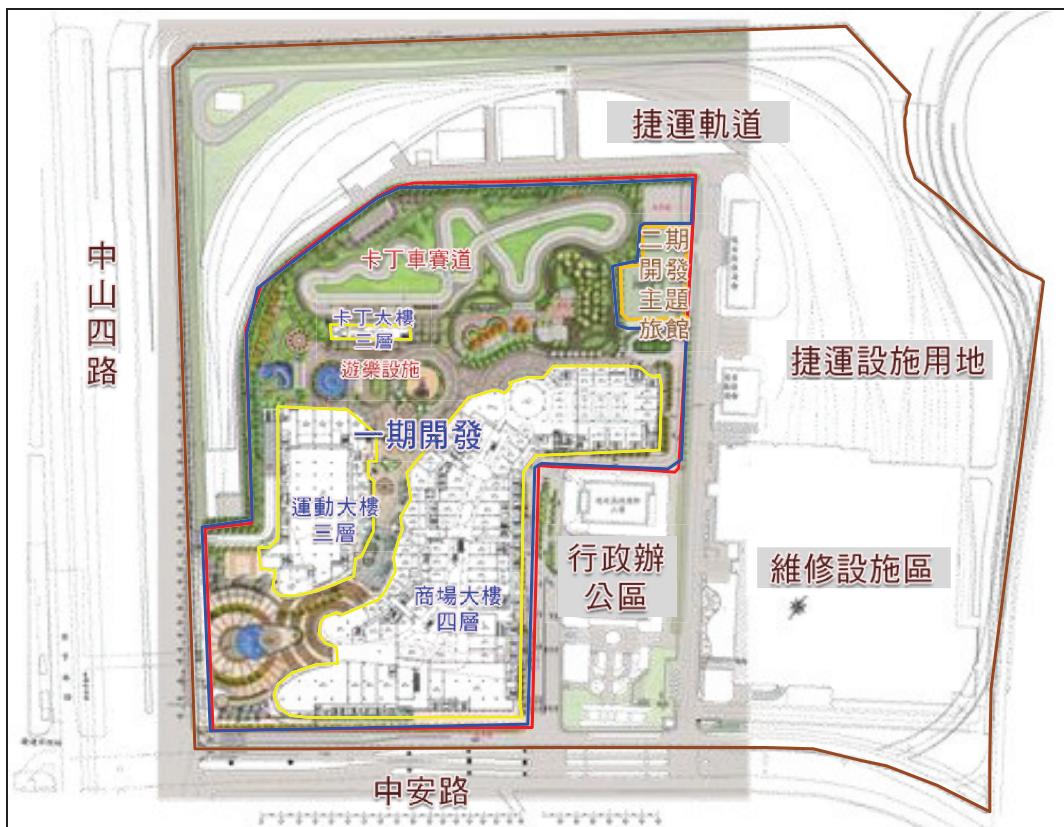 捷運軌道
中山四路
二期
開發
主題
旅館
卡丁車賽道
卡丁大樓
三層
遊樂設施
捷運設施用地
一期開發
運動大樓
三層
商場大樓
四層
行政辦
公區
維修設施區
中安路